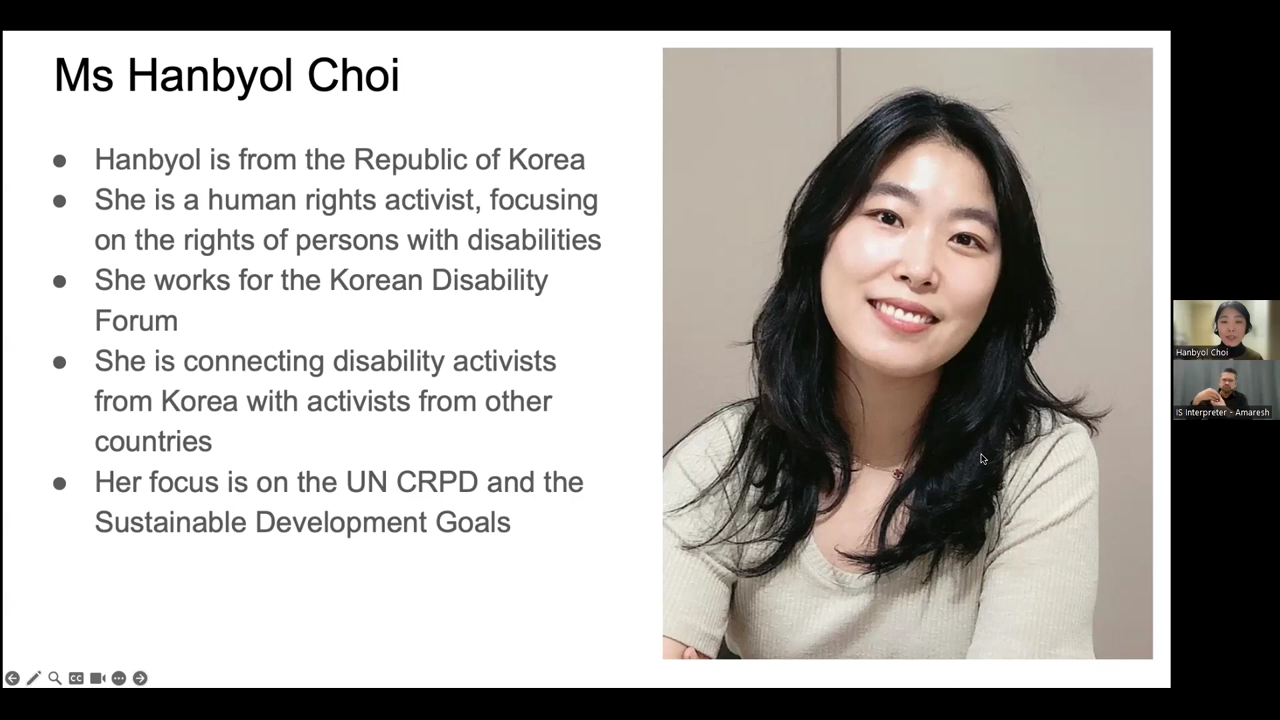 Ms Hanbyol Choi
● Hanbyol is from the Republic of Korea
● She is a human rights activist, focusing
on the rights of persons with disabilities
● She works for the Korean Disability
Forum
● She is connecting disability activists
from Korea with activists from other
countries
● Her focus is on the UN CRPD and the
Sustainable Development Goals
Hanbyol Choi
IS Interpreter - Amaresh
CC